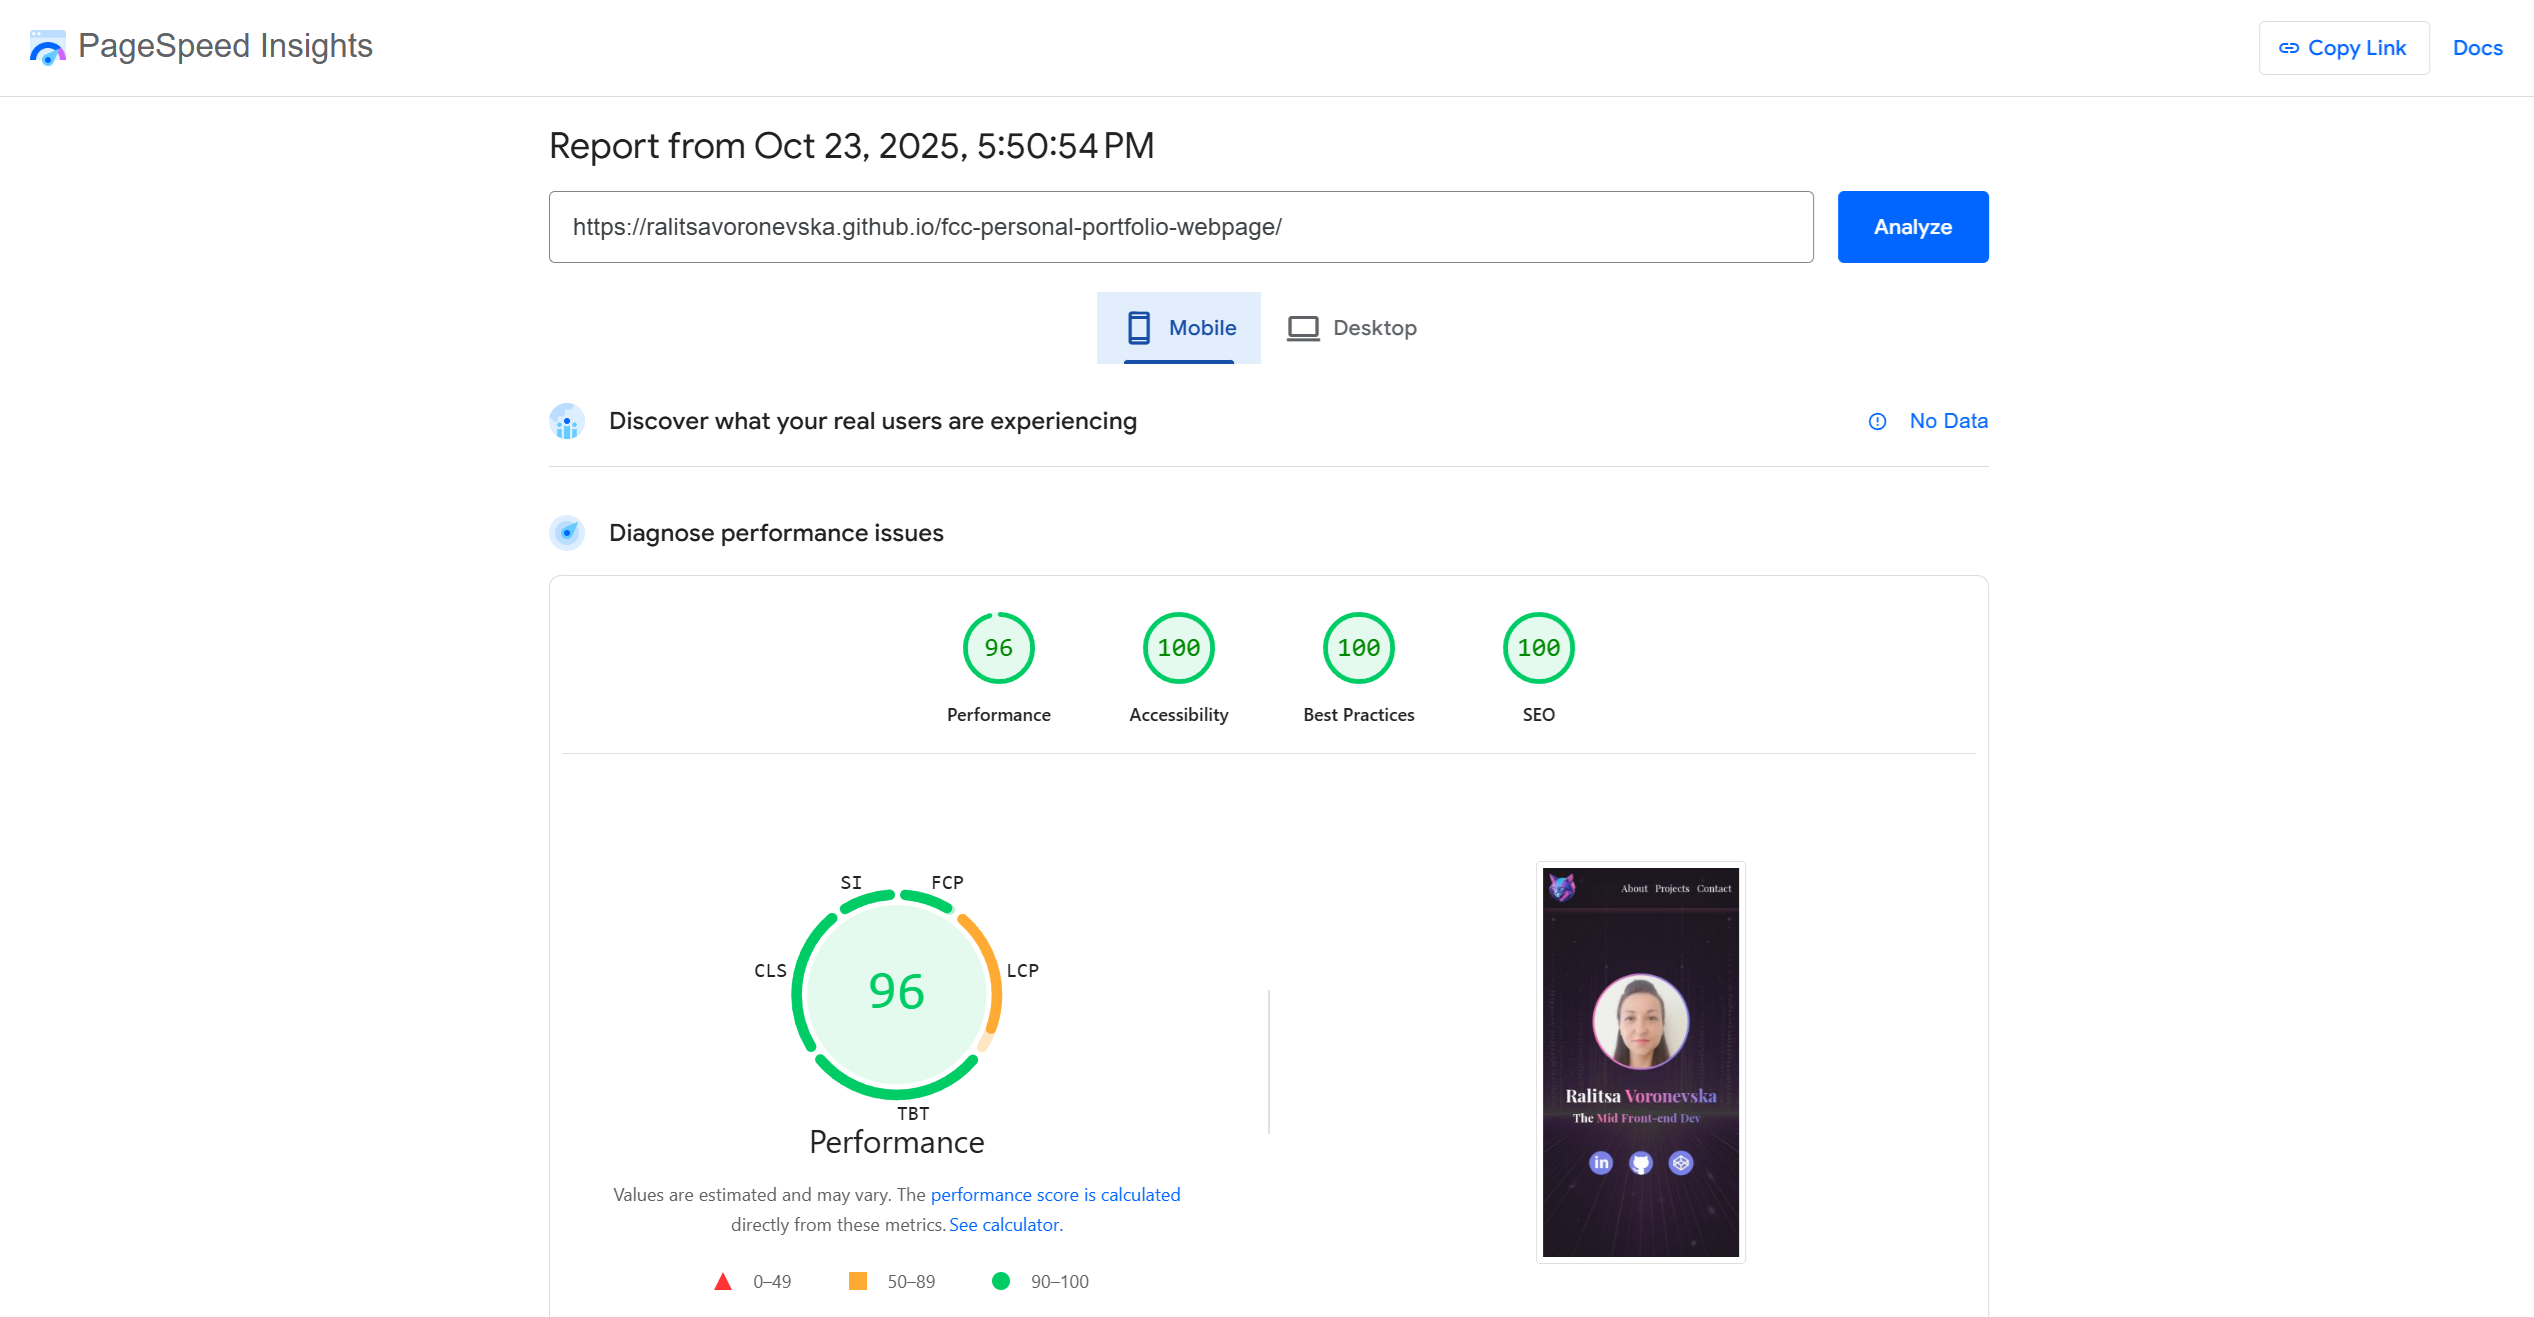 PageSpeed Insights
Copy Link
Docs
Report from Oct 23, 2025, 5:50:54 PM
https://ralitsavoronevska.github.io/fcc-personal-portfolio-webpage/
Analyze
Mobile
Desktop
Discover what your real users are experiencing
No Data
Diagnose performance issues
96
100
100
100
Performance
Accessibility
Best Practices
SEO
SI
FCP
CLS
96
LCP
TBT
Performance
Values are estimated and may vary. The performance score is calculated
directly from these metrics. See calculator.
0–49
50–89
90–100
About Projects Contact
Ralitsa Voronevska
The Mid Front-end Dev
in